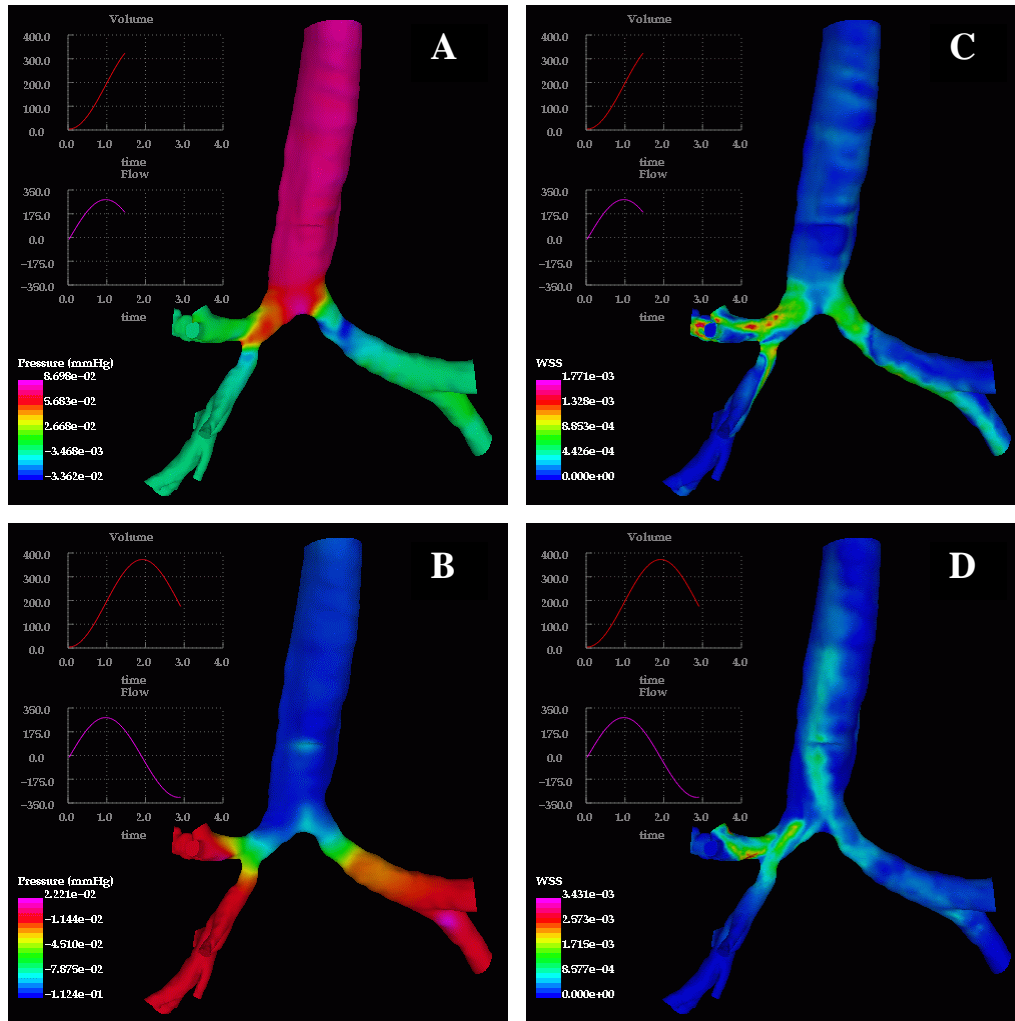 Volume
A
400.0
300.0
200.0
100.0
0.0
0.0 1.0 2.0 3.0 4.0
time
Flow
350.0
175.0
0.0
−175.0
−350.0
0.0 1.0 2.0 3.0 4.0
time
Pressure (mmHg)
8.698e−02
5.683e−02
2.668e−02
−3.468e−03
−3.362e−02
Volume
C
400.0
300.0
200.0
100.0
0.0
0.0 1.0 2.0 3.0 4.0
time
Flow
350.0
175.0
0.0
−175.0
−350.0
0.0 1.0 2.0 3.0 4.0
time
WSS
1.771e−03
1.328e−03
8.853e−04
4.426e−04
0.000e+00
Volume
B
400.0
300.0
200.0
100.0
0.0
0.0 1.0 2.0 3.0 4.0
time
Flow
350.0
175.0
0.0
−175.0
−350.0
0.0 1.0 2.0 3.0 4.0
time
Pressure (mmHg)
2.221e−02
−1.144e−02
−4.510e−02
−7.875e−02
−1.124e−01
Volume
D
400.0
300.0
200.0
100.0
0.0
0.0 1.0 2.0 3.0 4.0
time
Flow
350.0
175.0
0.0
−175.0
−350.0
0.0 1.0 2.0 3.0 4.0
time
WSS
3.431e−03
2.573e−03
1.715e−03
8.577e−04
0.000e+00